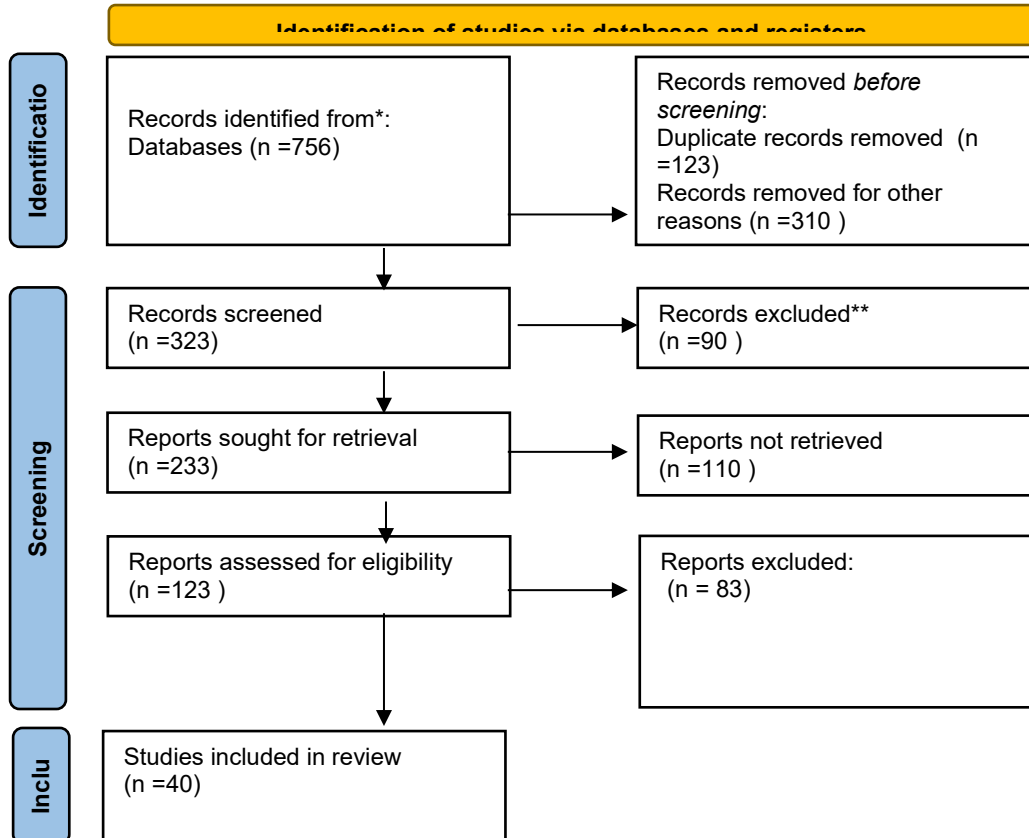 Identification of studies via databases and registers
Identificatio
Records identified from*:
Databases (n =756)
Records removed before
screening:
Duplicate records removed (n
=123)
Records removed for other
reasons (n =310 )
Screening
Records screened
(n =323)
Records excluded**
(n =90 )
Reports sought for retrieval
(n =233)
Reports not retrieved
(n =110 )
Reports assessed for eligibility
(n =123 )
Reports excluded:
(n = 83)
Inclu
Studies included in review
(n =40)